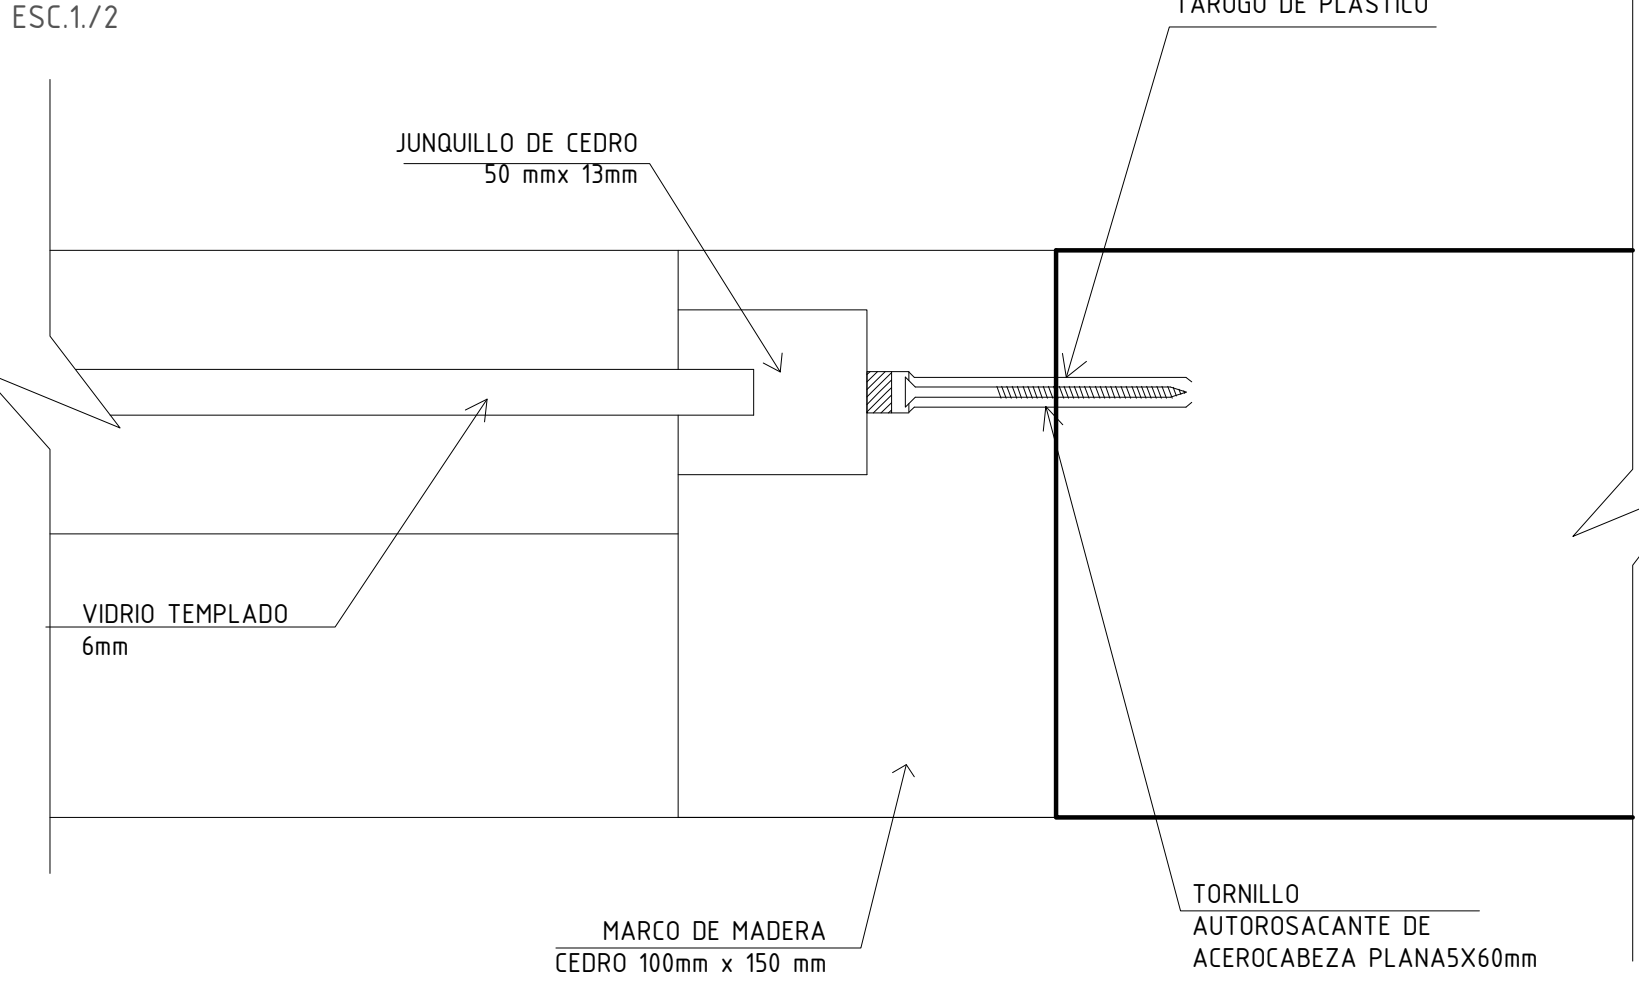 ESC.1./2
TARUGO DE PLASTICO
JUNQUILLO DE CEDRO
50 mmx 13mm
VIDRIO TEMPLADO
6mm
MARCO DE MADERA
CEDRO 100mm x 150 mm
TORNILLO
AUTOROSACANTE DE
ACEROCABEZA PLANA5X60mm